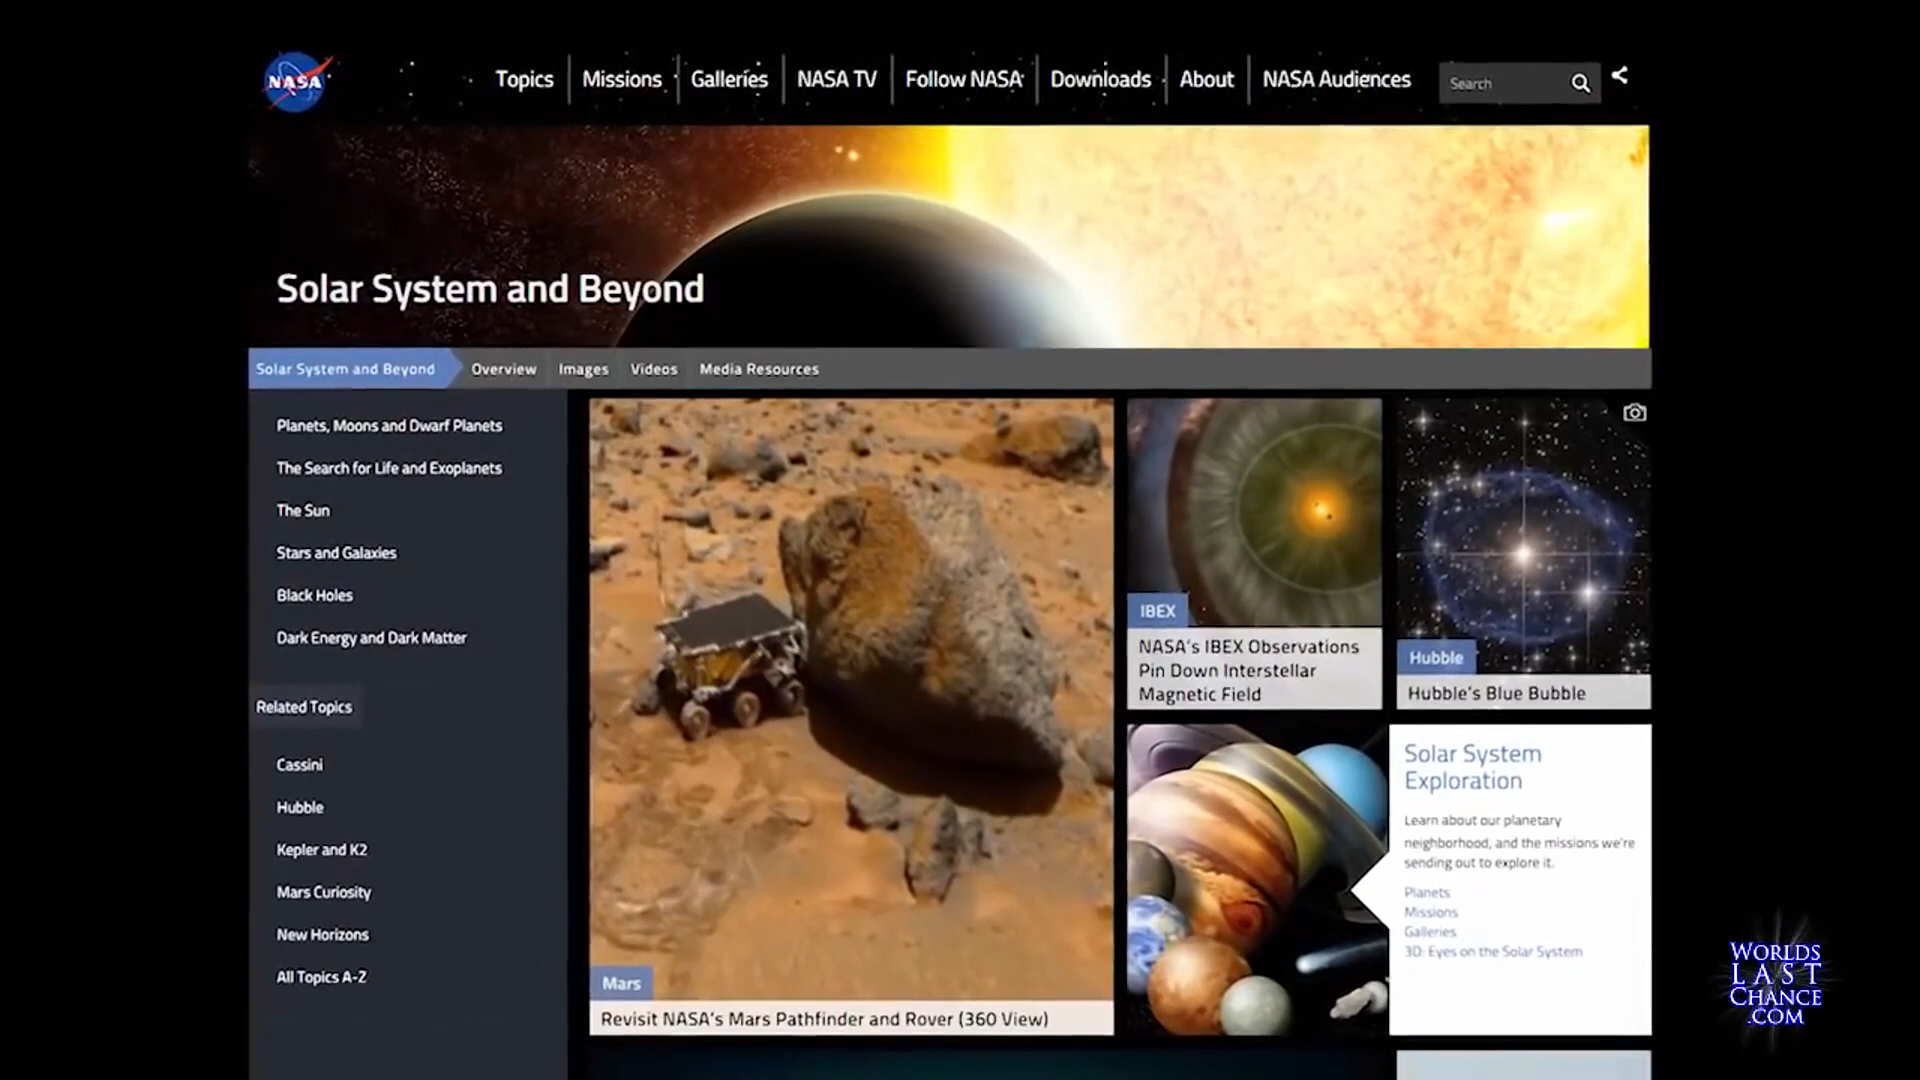 NASA
Topics
Missions
Galleries
NASA TV
Follow NASA
Downloads
About
NASA Audiences
Search
Solar System and Beyond
Solar System and Beyond
Overview
Images
Videos
Media Resources
Planets, Moons and Dwarf Planets
The Search for Life and Exoplanets
The Sun
Stars and Galaxies
Black Holes
Dark Energy and Dark Matter
Related Topics
Cassini
Hubble
Kepler and K2
Mars Curiosity
New Horizons
All Topics A-Z
Mars
Revisit NASA's Mars Pathfinder and Rover (360 View)
IBEX
NASA's IBEX Observations
Pin Down Interstellar
Magnetic Field
Hubble
Hubble's Blue Bubble
Solar System
Exploration
Learn about our planetary
neighborhood, and the missions we're
sending out to explore it.
Planets
Missions
Galleries
3D: Eyes on the Solar System
WORLDS
LAST
CHANCE
.COM